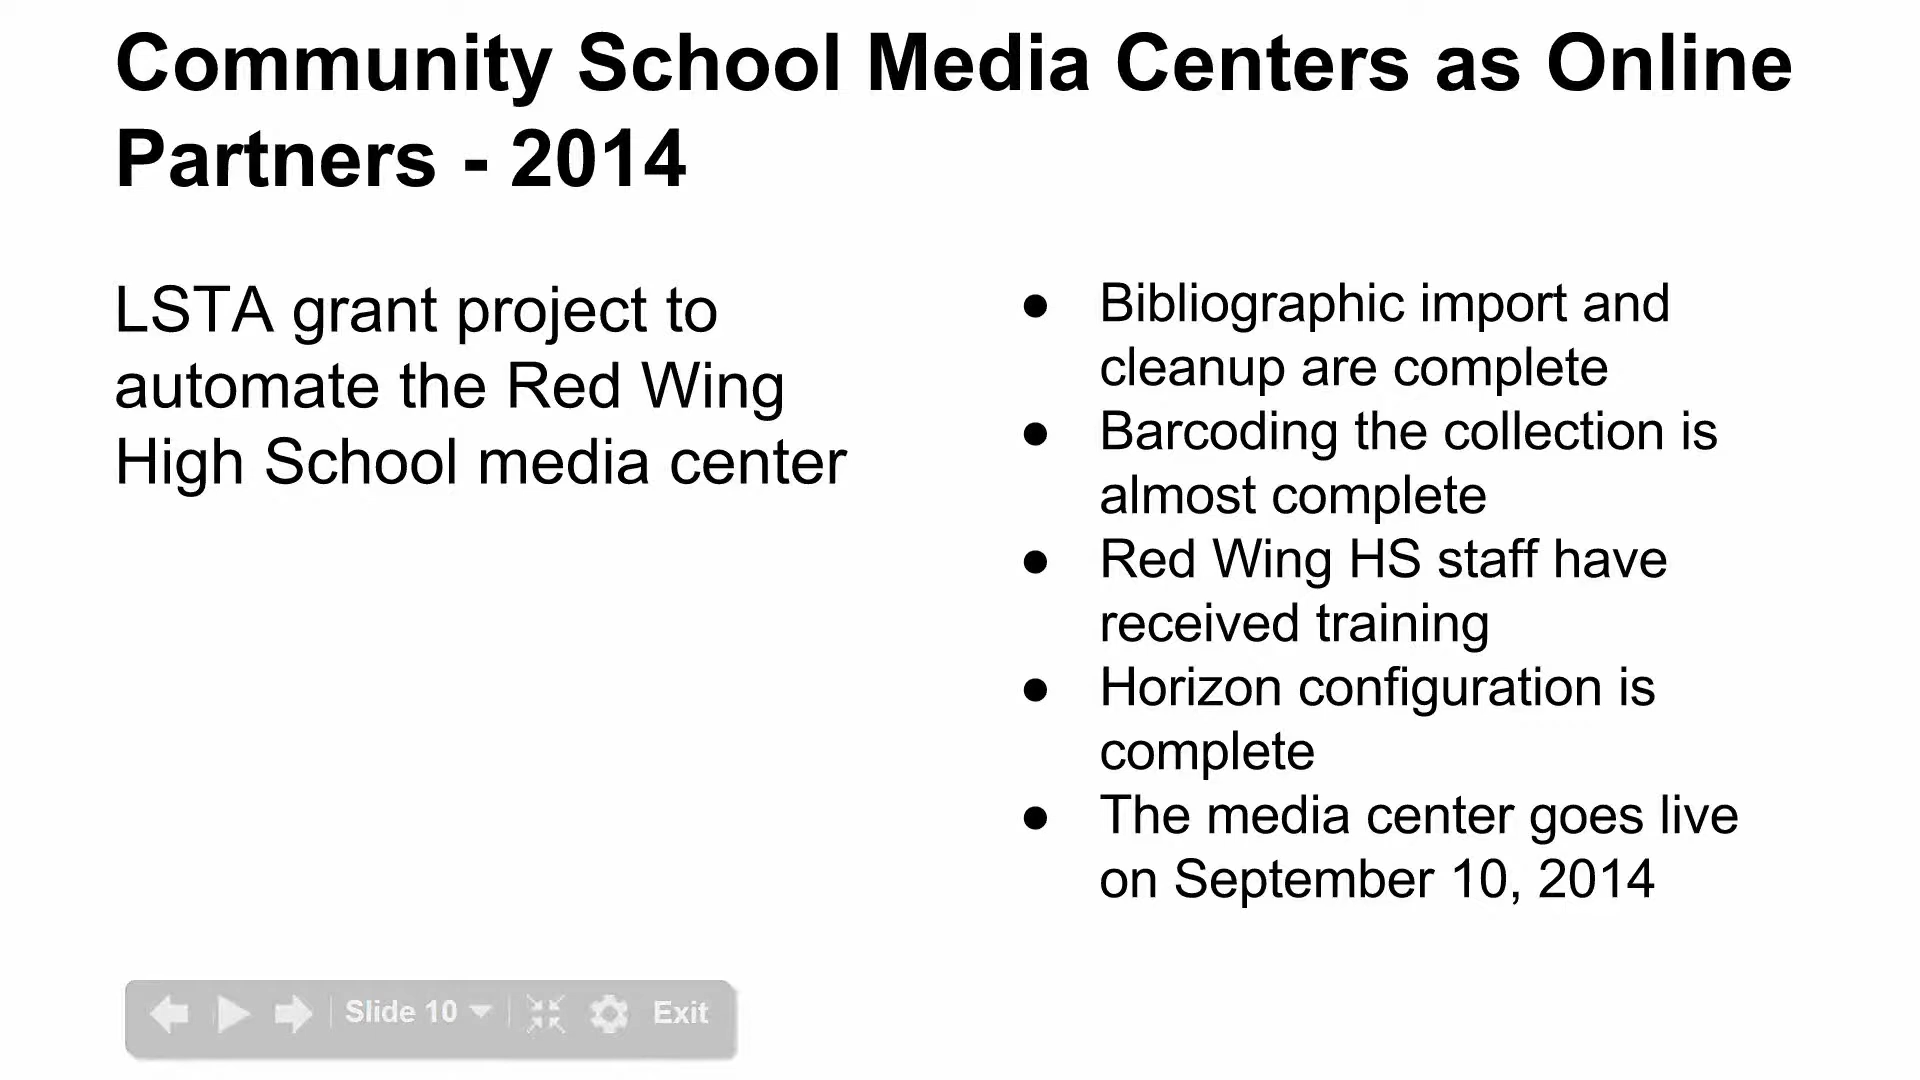 Community School Media Centers as Online
Partners - 2014
LSTA grant project to
automate the Red Wing
High School media center
● Bibliographic import and
cleanup are complete
● Barcoding the collection is
almost complete
● Red Wing HS staff have
received training
● Horizon configuration is
complete
● The media center goes live
on September 10, 2014
Slide 10 Exit